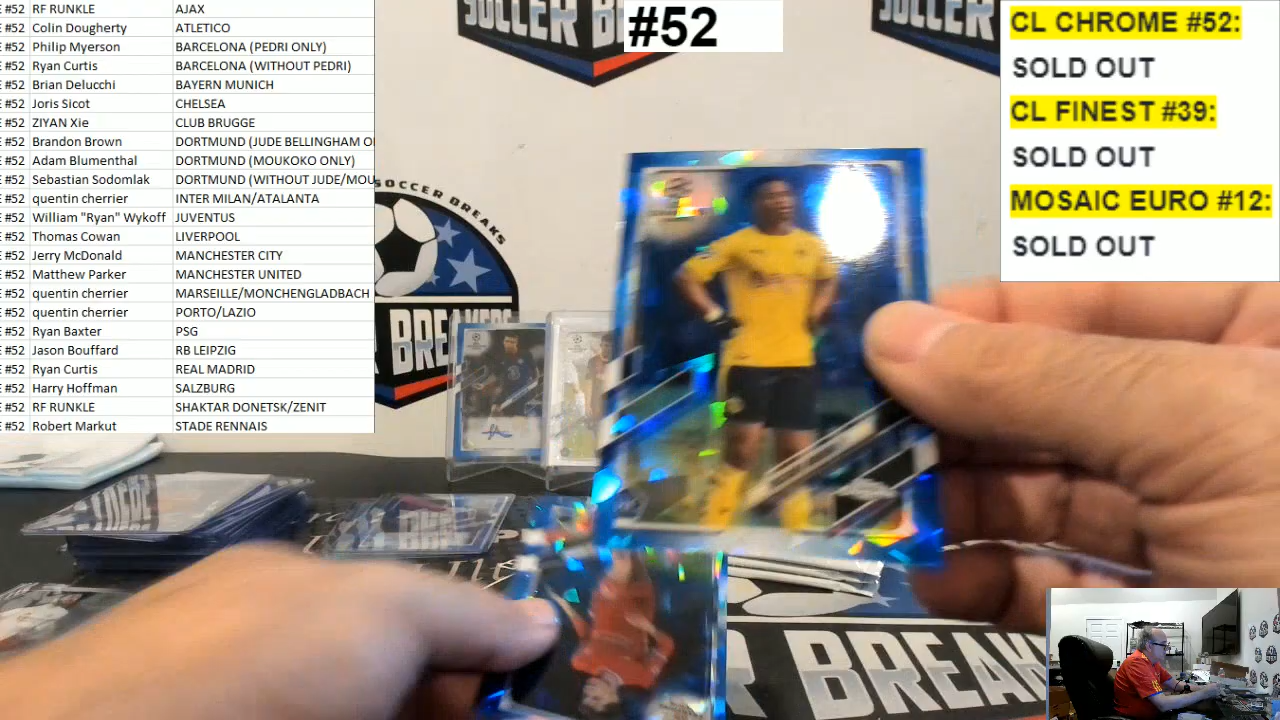 E #52 RF RUNKLE AJAX
E #52 Colin Dougherty ATLETICO
E #52 Philip Myerson BARCELONA (PEDRI ONLY)
E #52 Ryan Curtis BARCELONA (WITHOUT PEDRI)
E #52 Brian Delucchi BAYERN MUNICH
E #52 Joris Sicot CHELSEA
E #52 ZIYAN Xie CLUB BRUGGE
E #52 Brandon Brown DORTMUND (JUDE BELLINGHAM O
E #52 Adam Blumenthal DORTMUND (MOUKOKO ONLY)
E #52 Sebastian Sodomlak DORTMUND (WITHOUT JUDE/MOU
E #52 quentin cherrier INTER MILAN/ATALANTA
E #52 William "Ryan" Wykoff JUVENTUS
E #52 Thomas Cowan LIVERPOOL
E #52 Jerry McDonald MANCHESTER CITY
E #52 Matthew Parker MANCHESTER UNITED
E #52 quentin cherrier MARSEILLE/MONCHENGLADBACH
E #52 quentin cherrier PORTO/LAZIO
E #52 Ryan Baxter PSG
E #52 Jason Bouffard RB LEIPZIG
E #52 Ryan Curtis REAL MADRID
E #52 Harry Hoffman SALZBURG
E #52 RF RUNKLE SHAKTAR DONETSK/ZENIT
E #52 Robert Markut STADE RENNAIS
#52
CL CHROME #52:
SOLD OUT
CL FINEST #39:
SOLD OUT
MOSAIC EURO #12:
SOLD OUT
SOCCER B
SOCCER BREAKS
BRE
BREAK